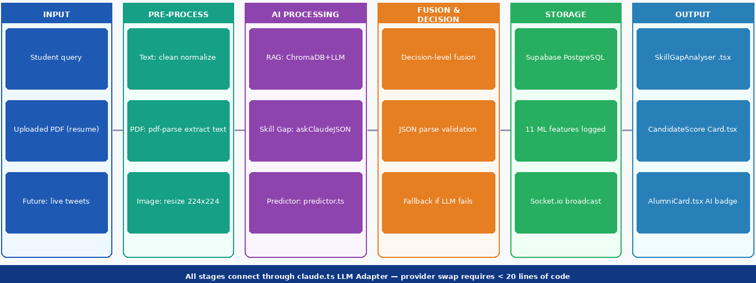 INPUT
Student query
Uploaded PDF (resume)
Future: live tweets
PRE-PROCESS
Text: clean normalize
PDF: pdf-parse extract text
Image: resize 224x224
AI PROCESSING
RAG: ChromaDB+LLM
Skill Gap: askClaudeJSON
Predictor: predictor.ts
FUSION &
DECISION
Decision-level fusion
JSON parse validation
Fallback if LLM fails
STORAGE
Supabase PostgreSQL
11 ML features logged
Socket.io broadcast
OUTPUT
SkillGapAnalyser .tsx
CandidateScore Card.tsx
AlumniCard.tsx AI badge
All stages connect through claude.ts LLM Adapter — provider swap requires < 20 lines of code